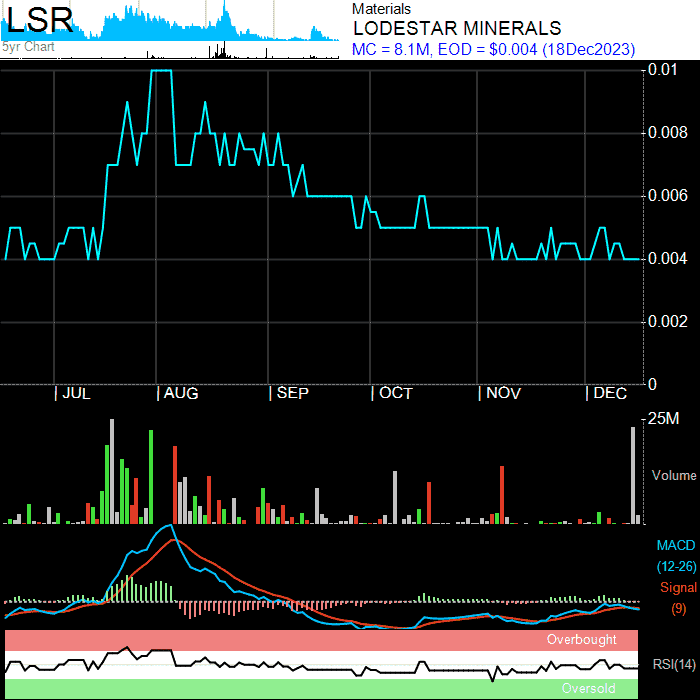 LSR
5yr Chart
Materials
LODESTAR MINERALS
MC = 8.1M, EOD = $0.004 (18Dec2023)
0.01
0.008
0.006
0.004
0.002
0
JUL AUG SEP OCT NOV DEC
25M
Volume
MACD
(12-26)
Signal
(9)
Overbought
RSI(14)
Oversold